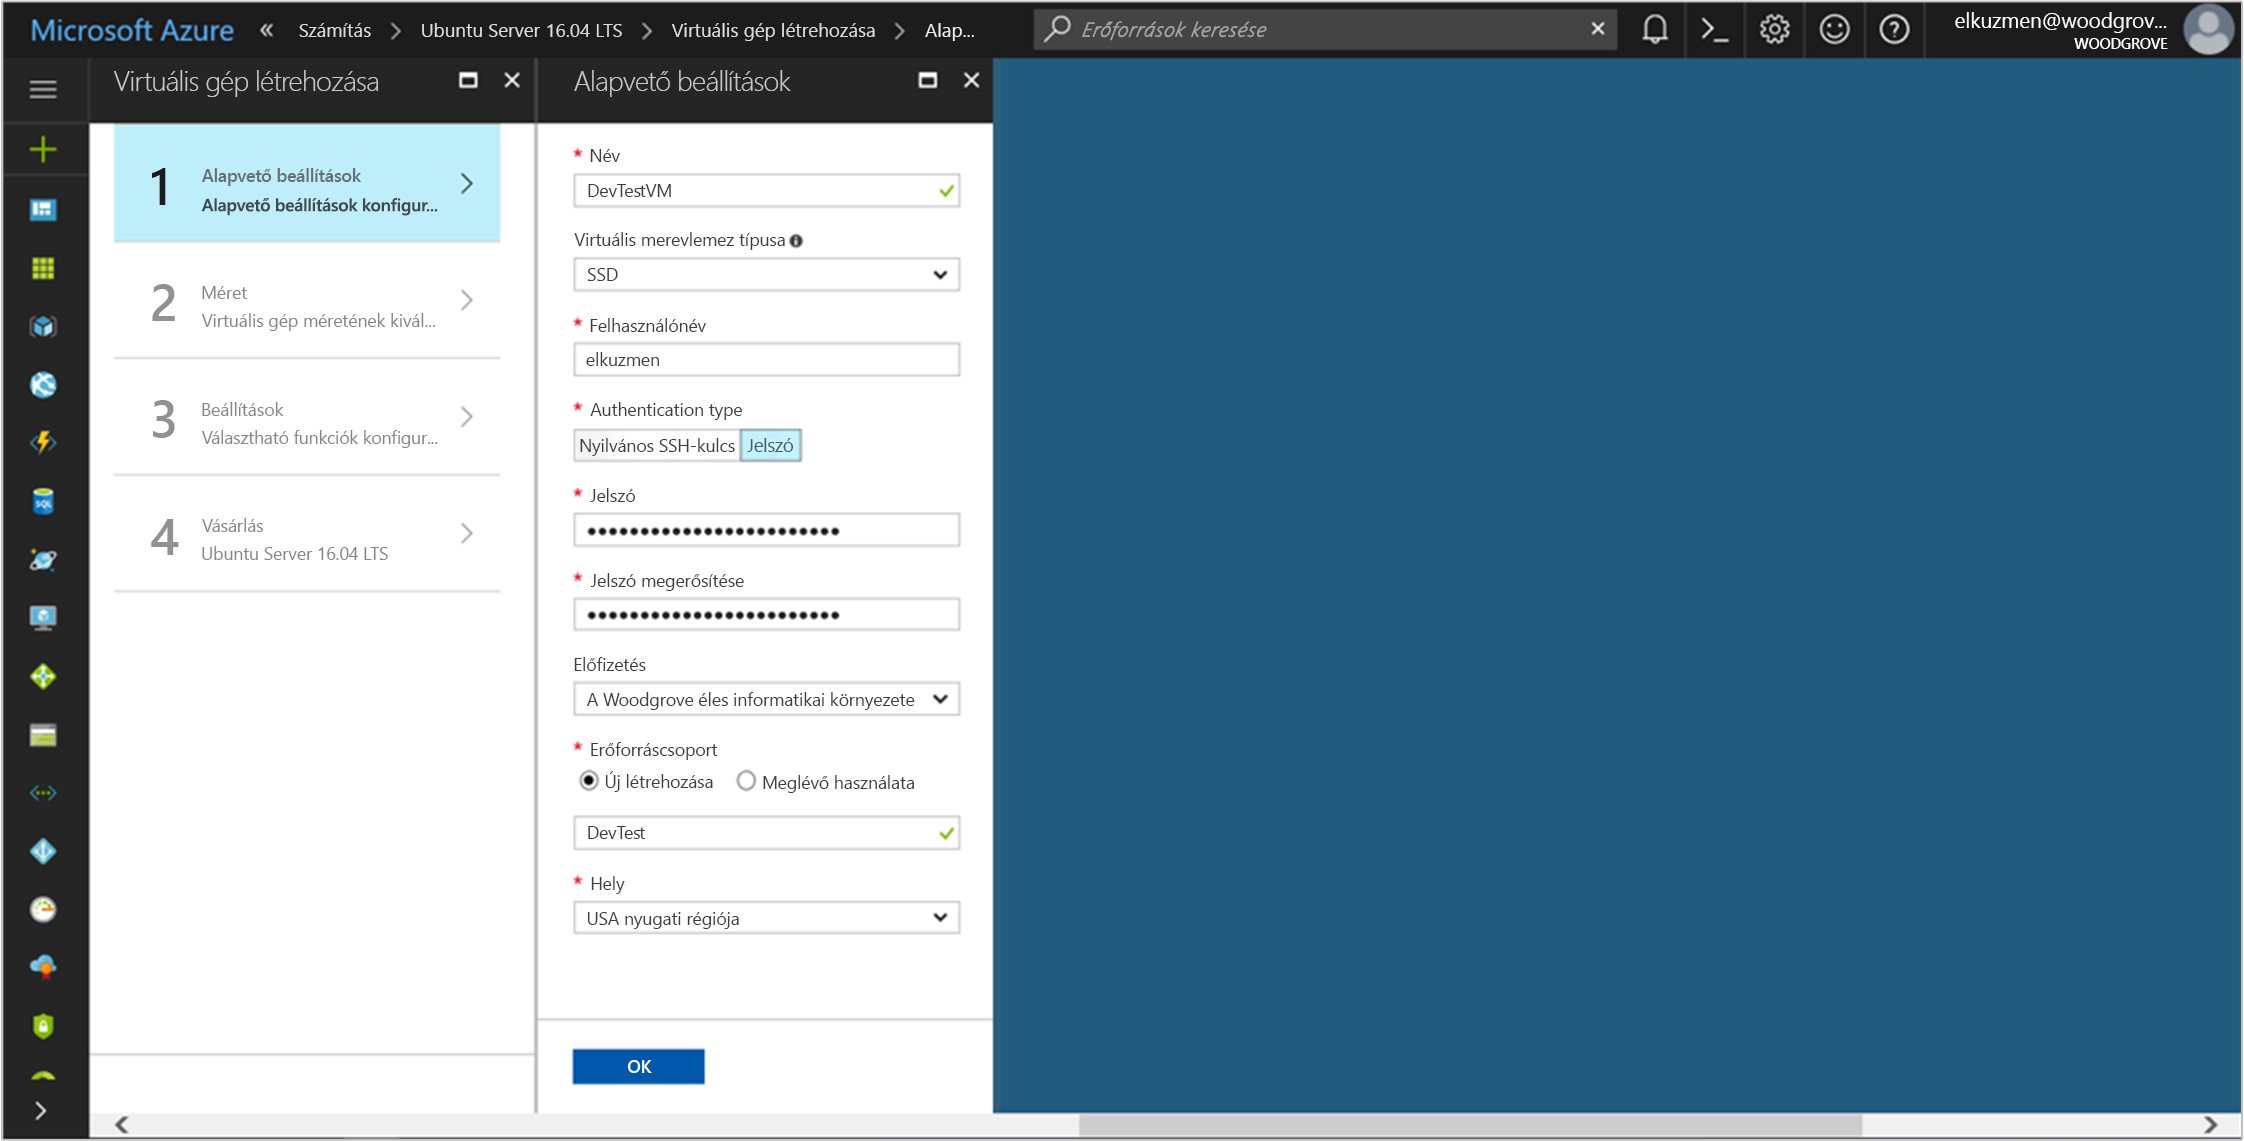 Microsoft Azure « Számítás > Ubuntu Server 16.04 LTS > Virtuális gép létrehozása > Alap...
Erőforrások keresése
elkuzmen@woodgrov...
WOODGROVE
Virtuális gép létrehozása
1
Alapvető beállítások
Alapvető beállítások konfigur...
2
Méret
Virtuális gép méretének kivál...
3
Beállítások
Választható funkciók konfigur...
4
Vásárlás
Ubuntu Server 16.04 LTS
Alapvető beállítások
* Név
DevTestVM
Virtuális merevlemez típusa
SSD
* Felhasználónév
elkuzmen
* Authentication type
Nyilvános SSH-kulcs Jelszó
* Jelszó
* Jelszó megerősítése
Előfizetés
A Woodgrove éles informatikai környezete
* Erőforráscsoport
Új létrehozása Meglévő használata
DevTest
* Hely
USA nyugati régiója
OK
SQL